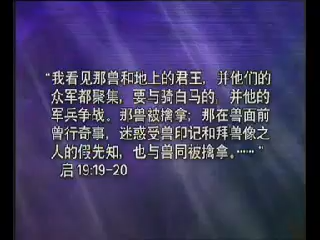 “我看见那兽和地上的君王，并他们的
众军都聚集，要与骑白马的，并他的
军兵争战。那兽被擒拿；那在兽面前
曾行奇事，迷惑受兽印记和拜兽像之
人的假先知，也与兽同被擒拿。……”
启 19:19-20